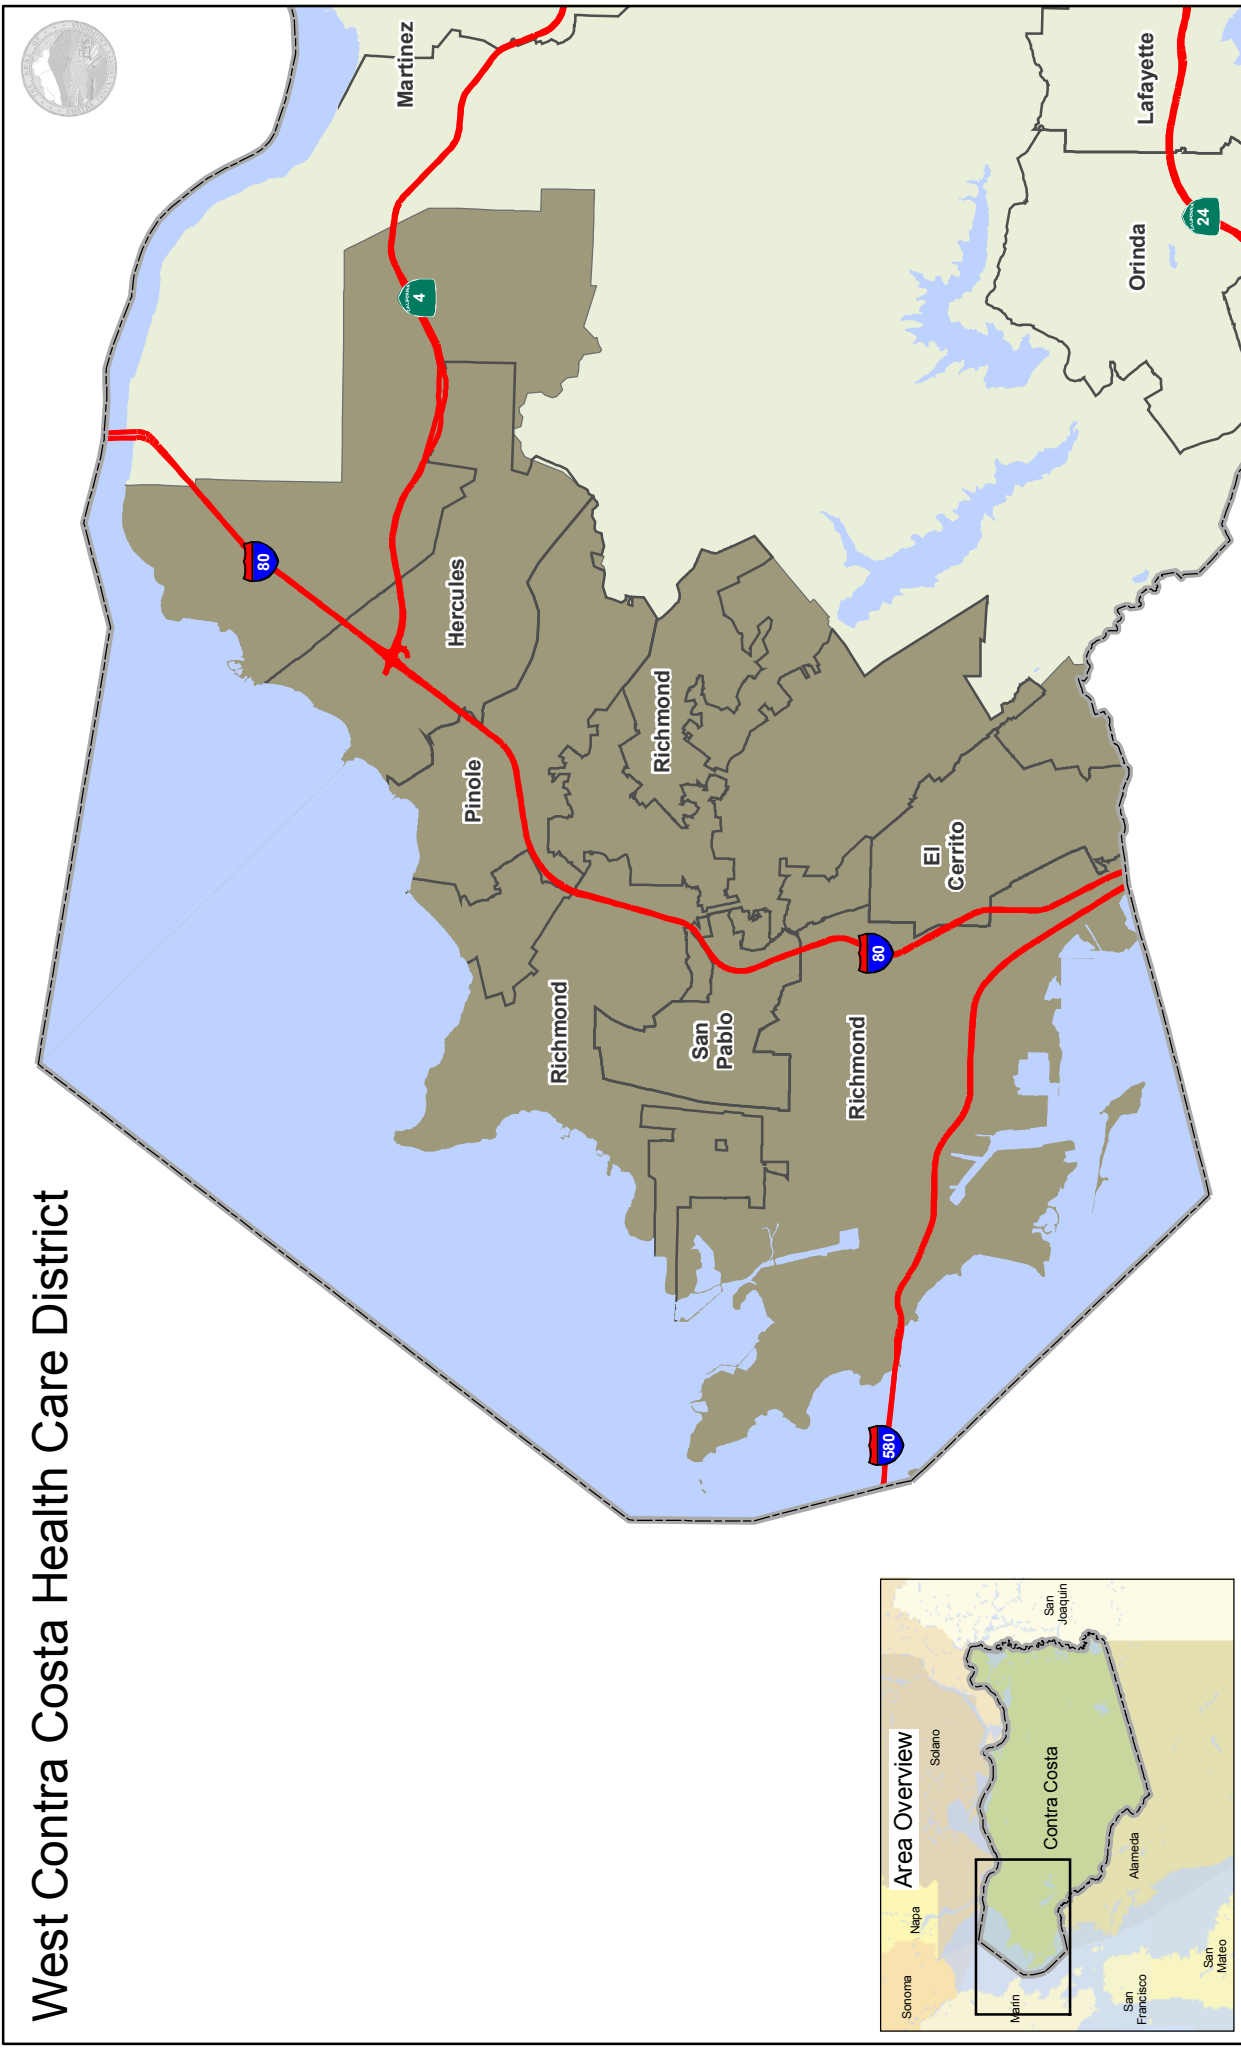 West Contra Costa Health Care District
Martinez
4
80
Hercules
Pinole
Richmond
Lafayette
24
Orinda
El
Cerrito
Richmond
San
Pablo
80
Richmond
580
Area Overview
Sonoma
Napa
Solano
San
Joaquin
Marin
Contra Costa
Alameda
San
Francisco
San
Mateo